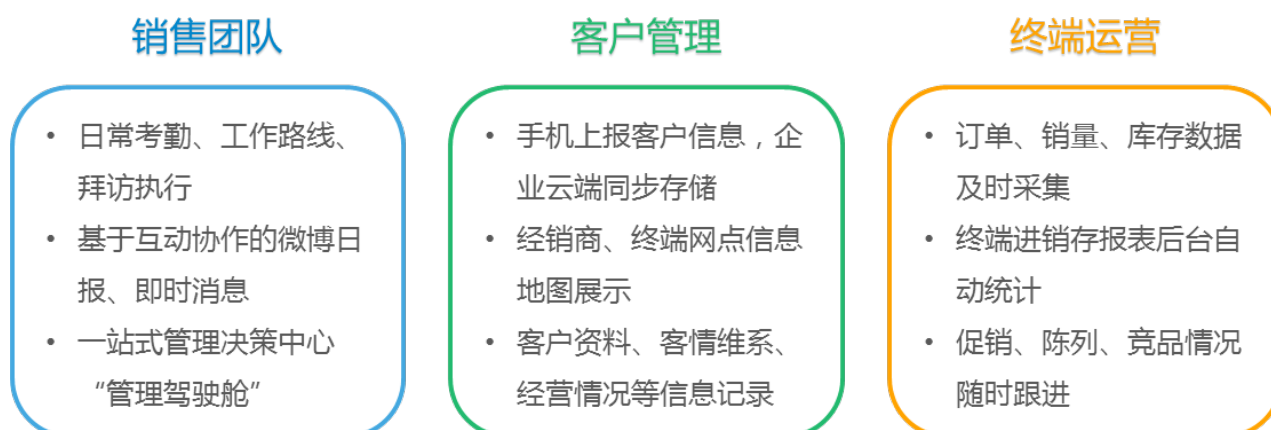 销售团队
• 日常考勤、工作路线、
拜访执行
• 基于互动协作的微博日
报、即时消息
• 一站式管理决策中心
“管理驾驶舱”
客户管理
• 手机上报客户信息，企
业云端同步存储
• 经销商、终端网点信息
地图展示
• 客户资料、客情维系、
经营情况等信息记录
终端运营
• 订单、销量、库存数据
及时采集
• 终端进销存报表后台自
动统计
• 促销、陈列、竞品情况
随时跟进